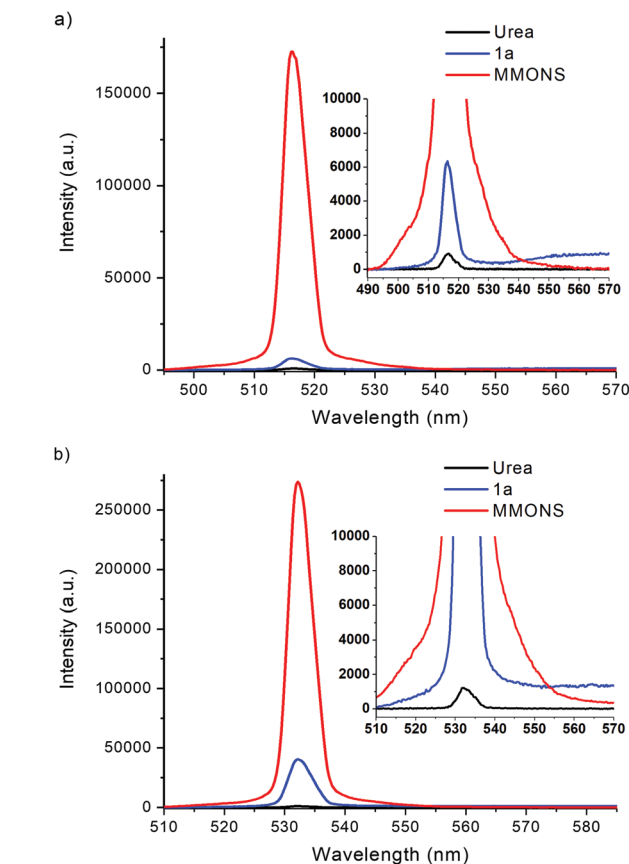 a)
Urea
1a
MMONS
150000
100000
50000
0
Intensity (a.u.)
10000
8000
6000
4000
2000
0
490 500 510 520 530 540 550 560 570
500 510 520 530 540 550 560 570
Wavelength (nm)
b)
Urea
1a
MMONS
250000
200000
150000
100000
50000
0
Intensity (a.u.)
10000
8000
6000
4000
2000
0
510 520 530 540 550 560 570
510 520 530 540 550 560 570 580
Wavelength (nm)